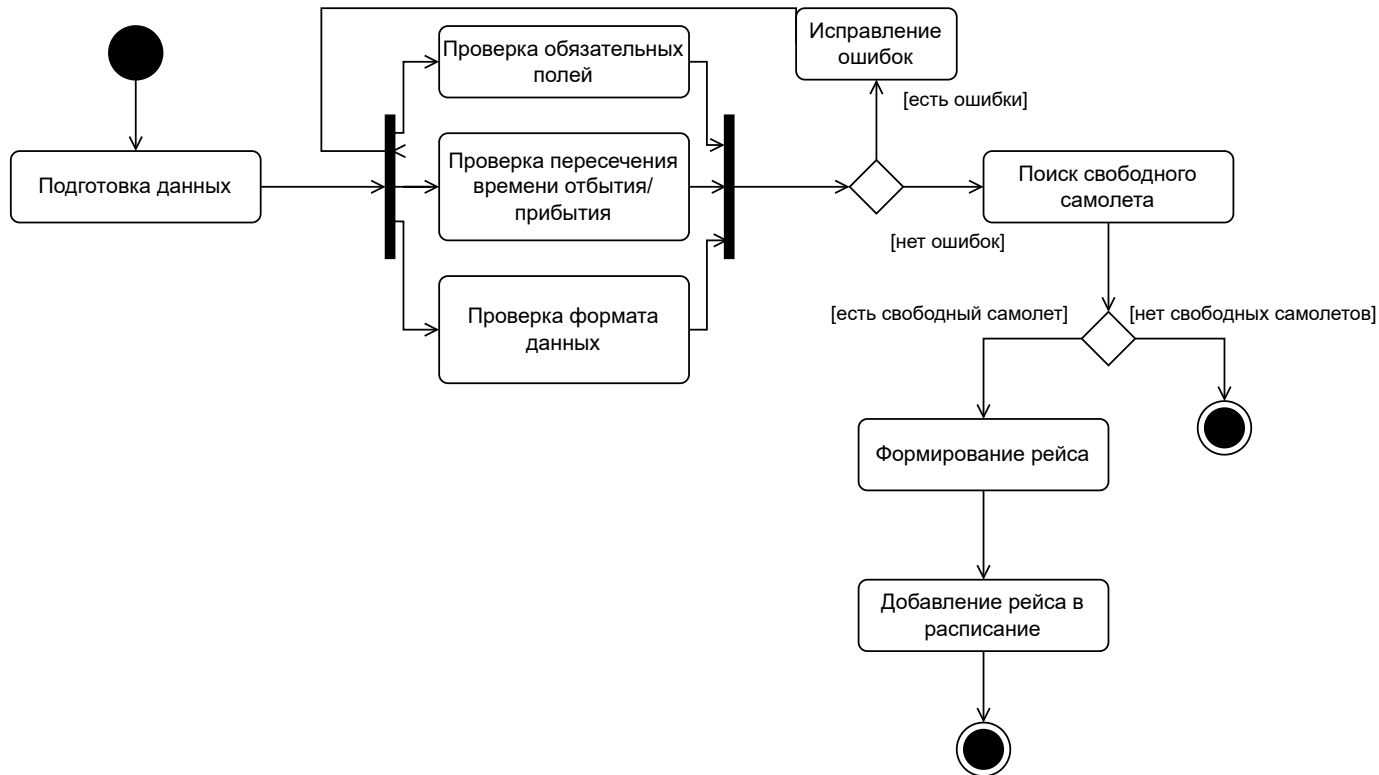 Исправление
ошибок
Проверка обязательных
полей
[есть ошибки]
Подготовка данных
Проверка пересечения
времени отбытия/
прибытия
Поиск свободного
самолета
[нет ошибок]
Проверка формата
данных
[есть свободный самолет]
[нет свободных самолетов]
Формирование рейса
Добавление рейса в
расписание